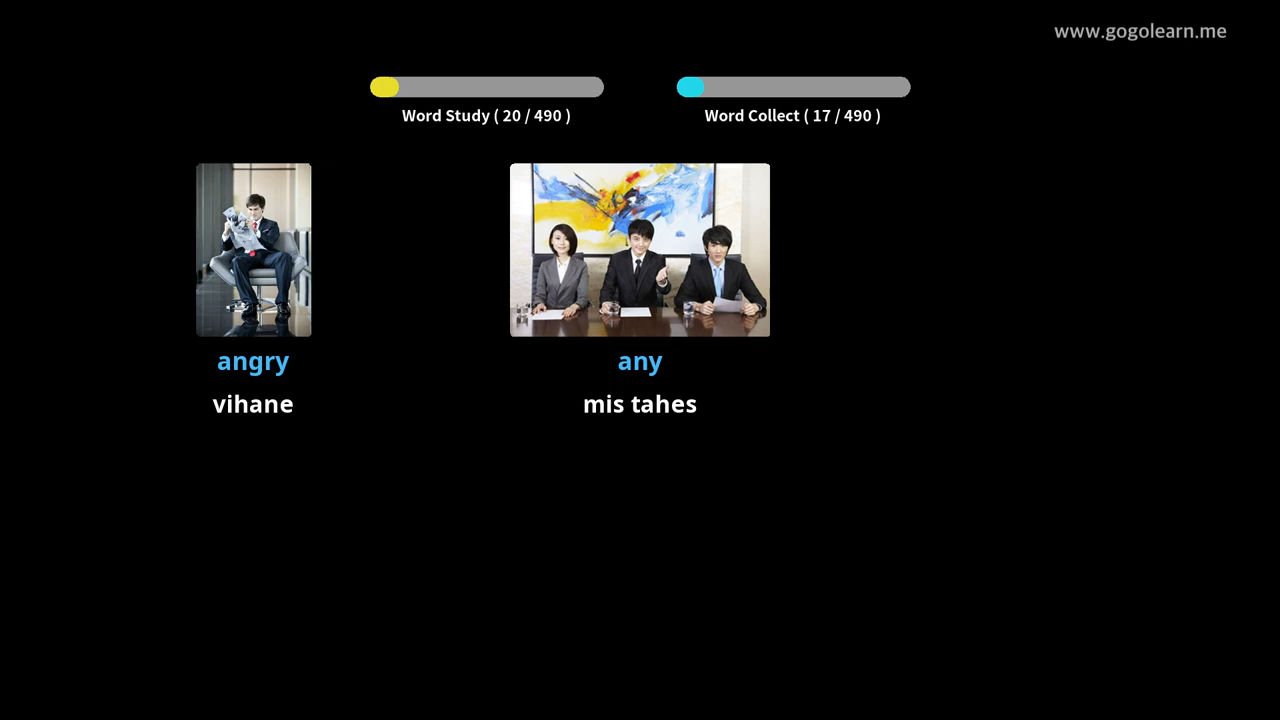 www.gogolearn.me
Word Study ( 20 / 490 )
Word Collect ( 17 / 490 )
angry
any
vihane
mis tahes